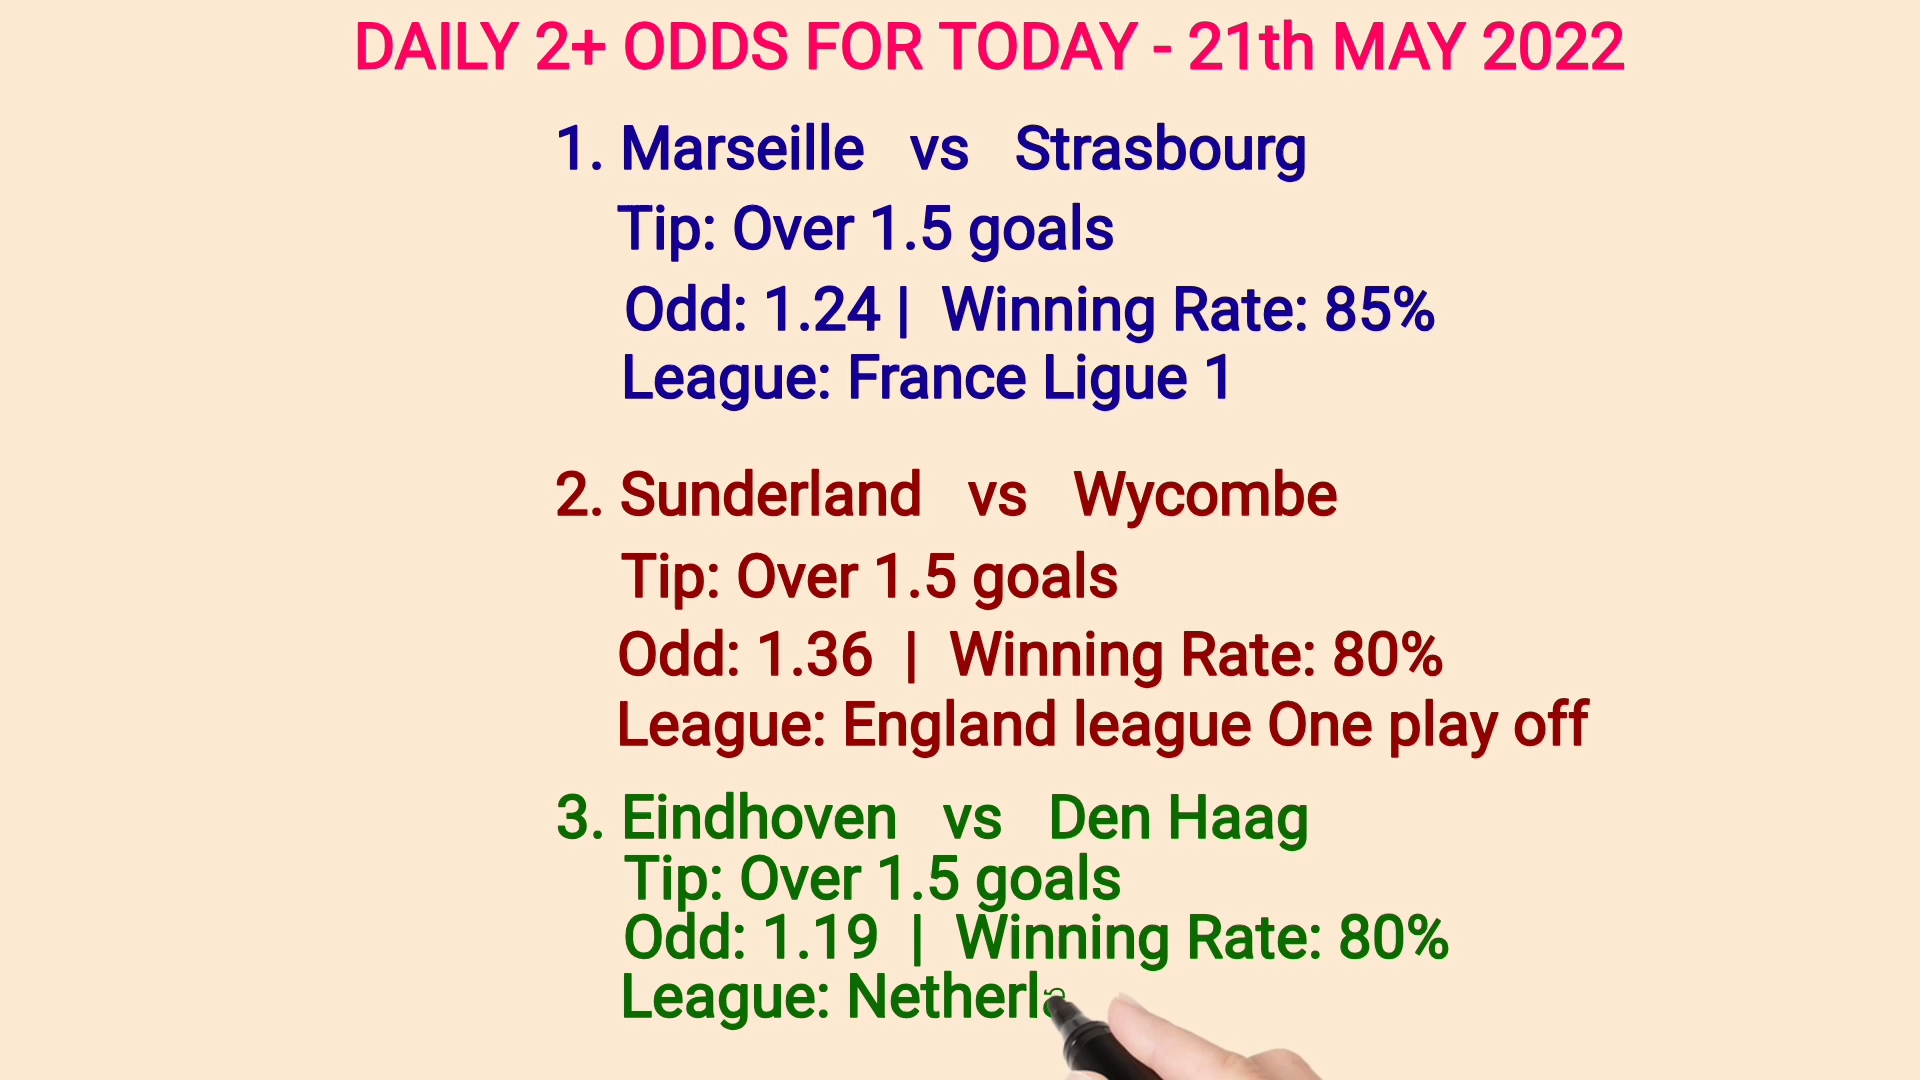 DAILY 2+ ODDS FOR TODAY - 21th MAY 2022
1. Marseille vs Strasbourg
Tip: Over 1.5 goals
Odd: 1.24 | Winning Rate: 85%
League: France Ligue 1
2. Sunderland vs Wycombe
Tip: Over 1.5 goals
Odd: 1.36 | Winning Rate: 80%
League: England league One play off
3. Eindhoven vs Den Haag
Tip: Over 1.5 goals
Odd: 1.19 | Winning Rate: 80%
League: